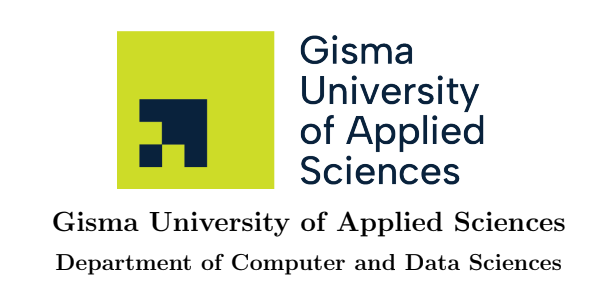 Gisma
University
of Applied
Sciences
Gisma University of Applied Sciences
Department of Computer and Data Sciences